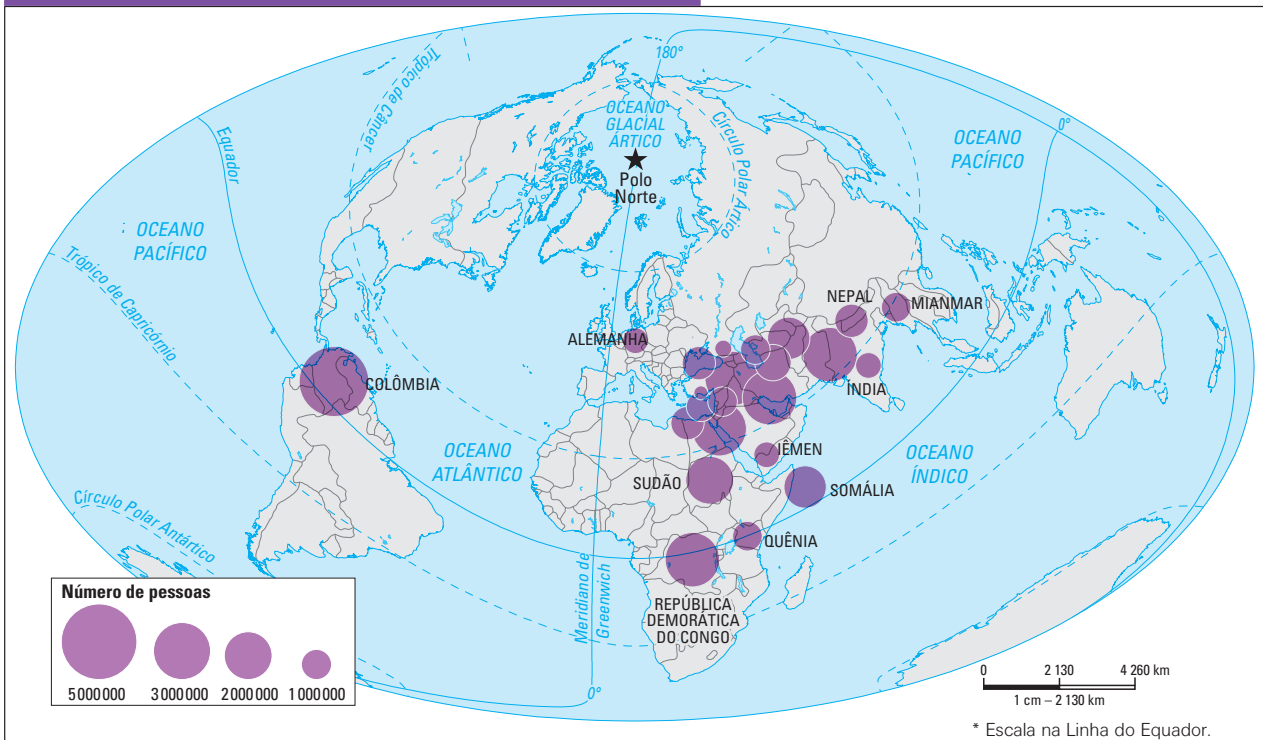 180º
Trópico de Câncer
OCEANO
GLACIAL
ÁRTICO
Círculo Polar Ártico
Polo
Norte
OCEANO
PACÍFICO
0º
Equador
OCEANO
PACÍFICO
Trópico de Capricórnio
NEPAL
MIANMAR
ALEMANHA
ÍNDIA
COLÔMBIA
OCEANO
ATLÂNTICO
IÊMEN
OCEANO
ÍNDICO
SUDÃO
SOMÁLIA
Círculo Polar Antártico
QUÊNIA
Meridiano de
Greenwich
REPÚBLICA
DEMORÁTICA
DO CONGO
0º
Número de pessoas
5 000 000 3 000 000 2 000 000 1 000 000
0 2 130 4 260 km
1 cm – 2 130 km
* Escala na Linha do Equador.